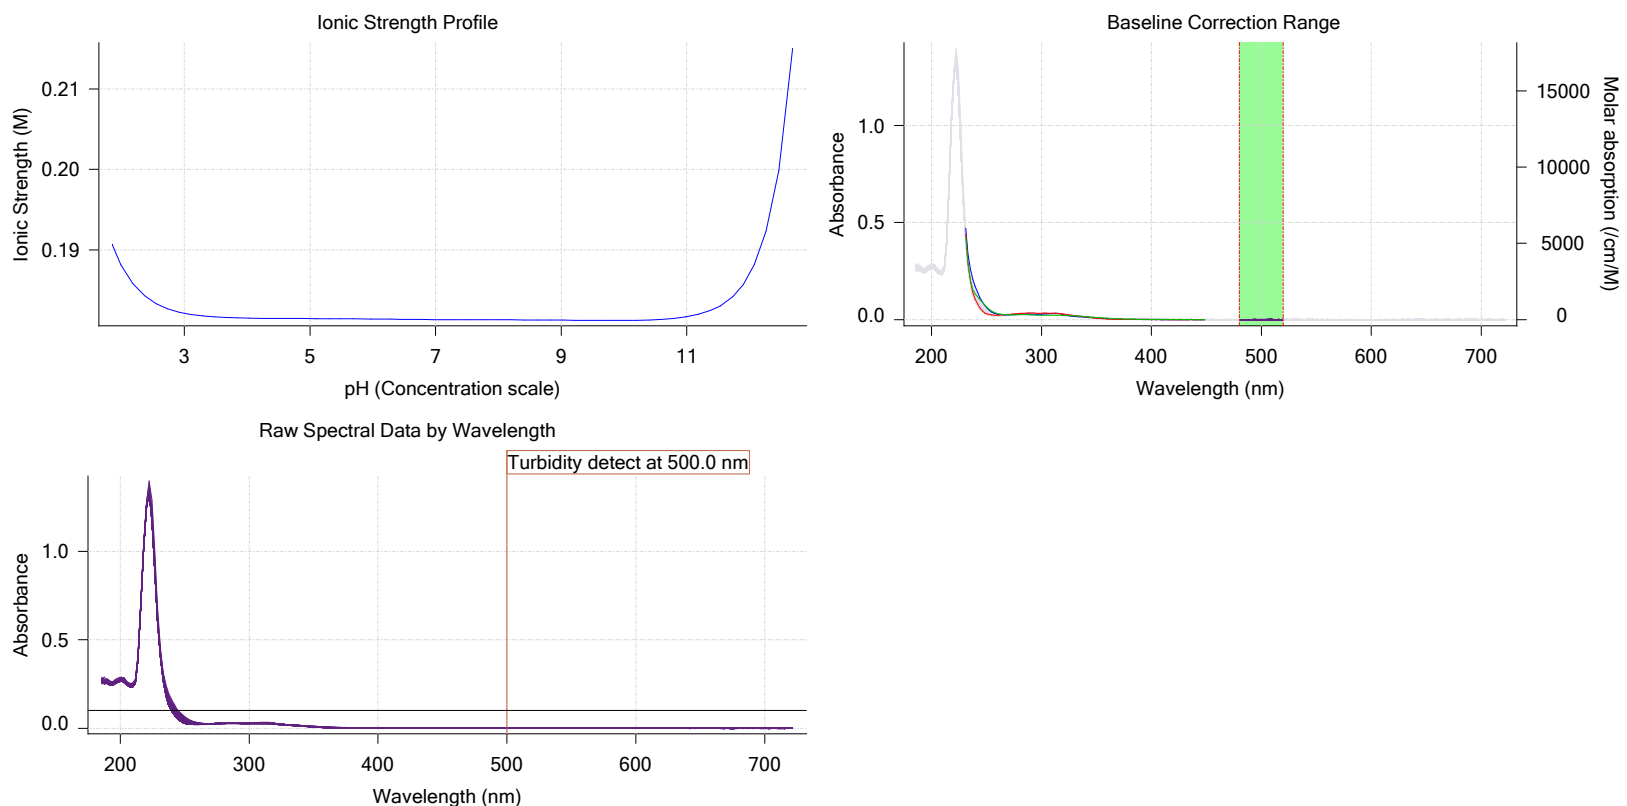 Ionic Strength Profile
Ionic Strength (M)
0.21
0.20
0.19
3 5 7 9 11
pH (Concentration scale)
Baseline Correction Range
Absorbance
1.0
0.5
0.0
15000
10000
5000
0
Molar absorption (/cm/M)
200 300 400 500 600 700
Wavelength (nm)
Raw Spectral Data by Wavelength
Turbidity detect at 500.0 nm
Absorbance
1.0
0.5
0.0
200 300 400 500 600 700
Wavelength (nm)